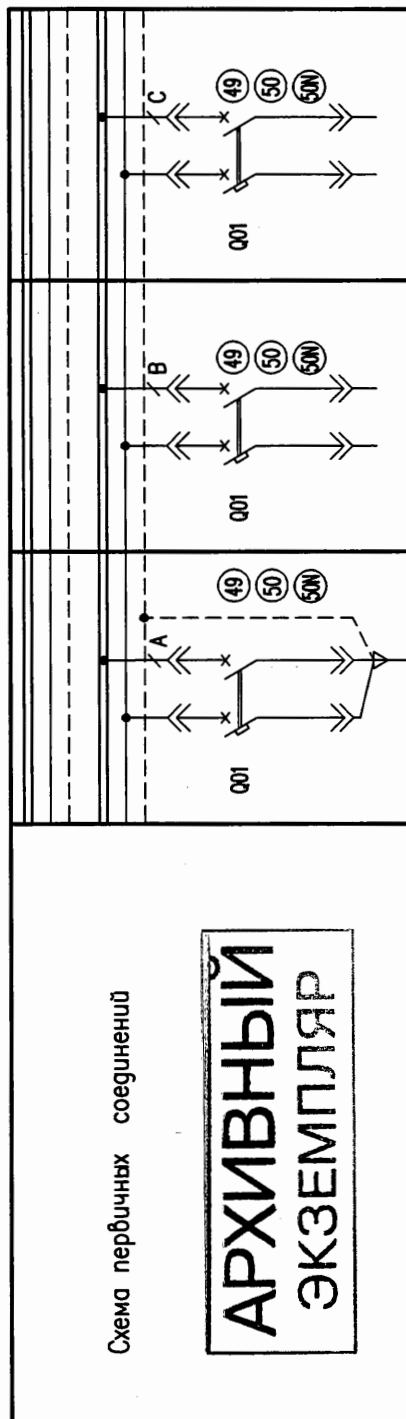 Схема первичных соединений
АРХИВНЫЙ
ЭКЗЕМПЛЯР
A
Q01
49
50
50N
B
Q01
49
50
50N
C
Q01
49
50
50N